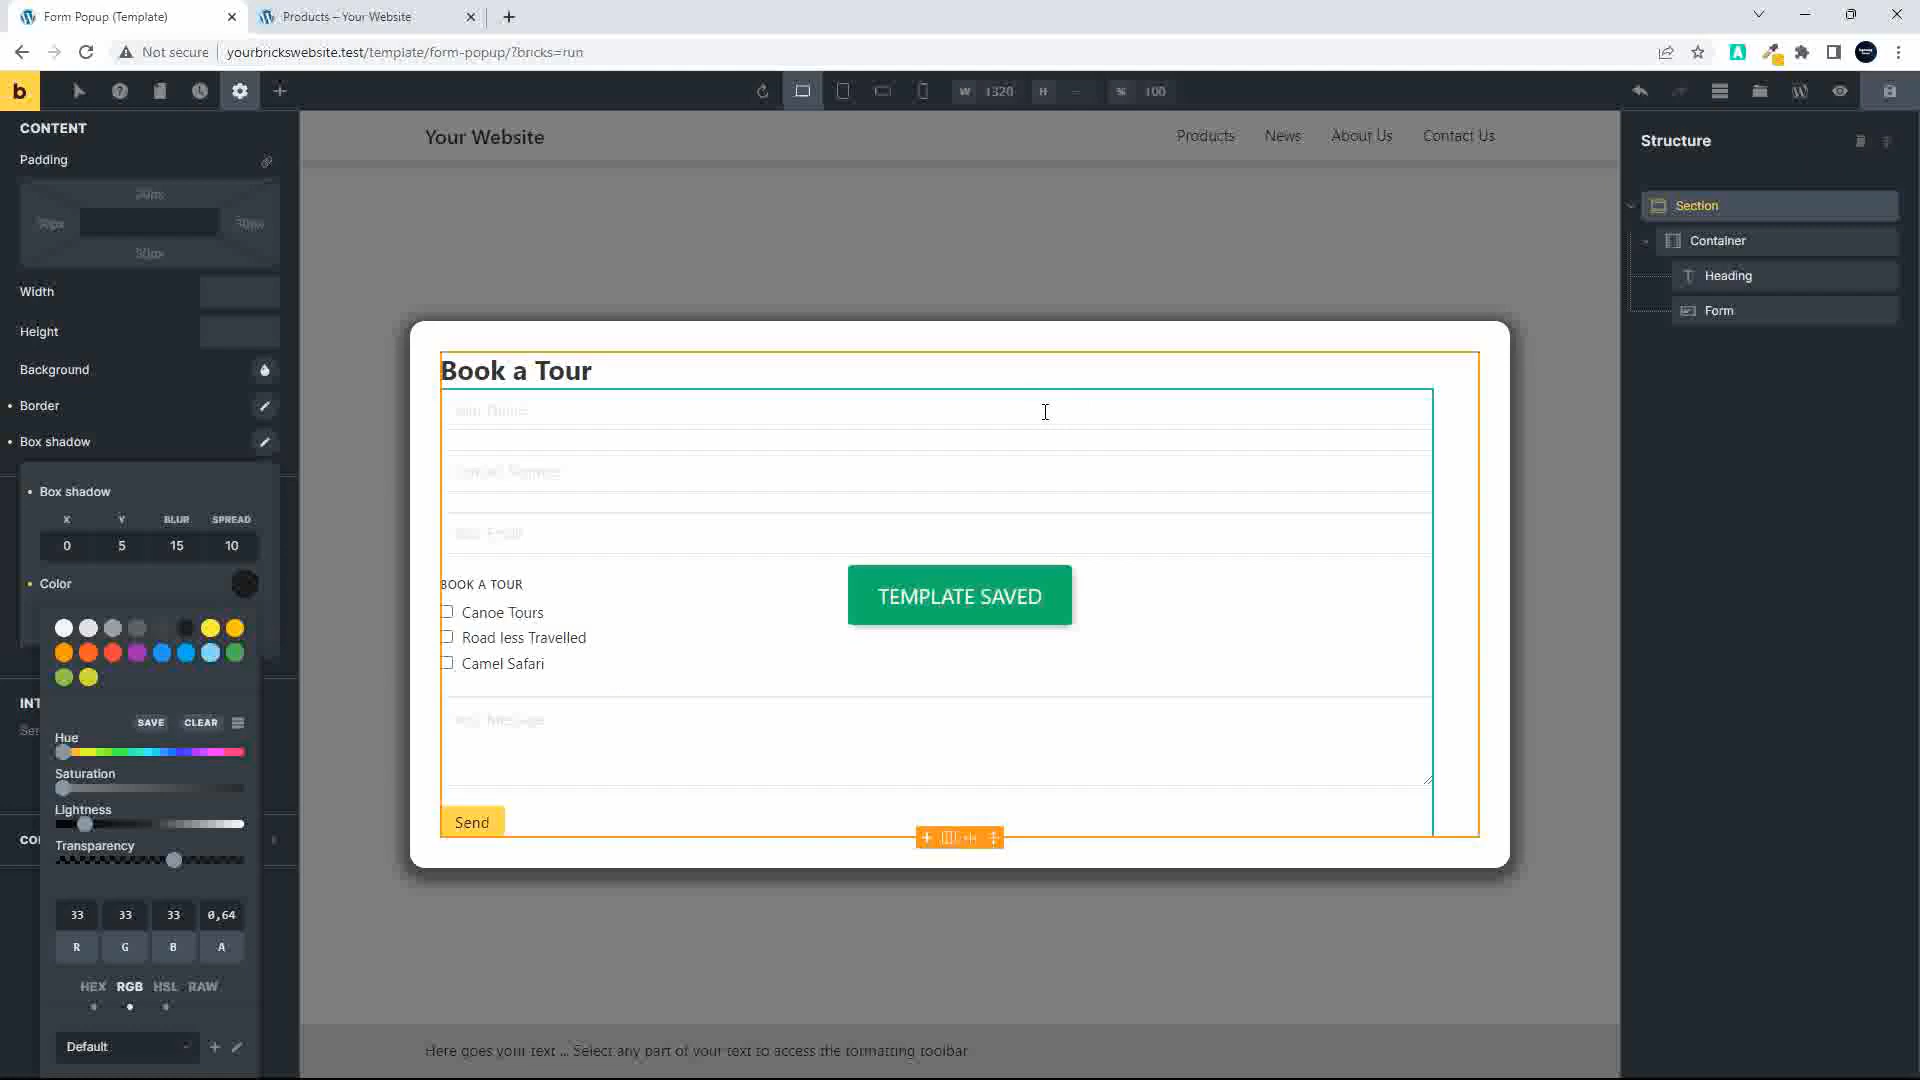 Form Popup (Template)
Products – Your Website
Not secure
yourbrickswebsite.test/template/form-popup/?bricks=run
b
W 1320 H – % 100
CONTENT
Padding
Width
Height
Background
Border
Box shadow
Box shadow
X Y BLUR SPREAD
0 5 15 10
Color
SAVE CLEAR
INT
Hue
Saturation
Lightness
COI
Transparency
33 33 33 0,64
R G B A
HEX RGB HSL RAW
Default
Your Website
Products News About Us Contact Us
Book a Tour
BOOK A TOUR
Canoe Tours
Road less Travelled
Camel Safari
TEMPLATE SAVED
Send
Here goes your text ... Select any part of your text to access the formatting toolbar
Structure
Section
Container
Heading
Form